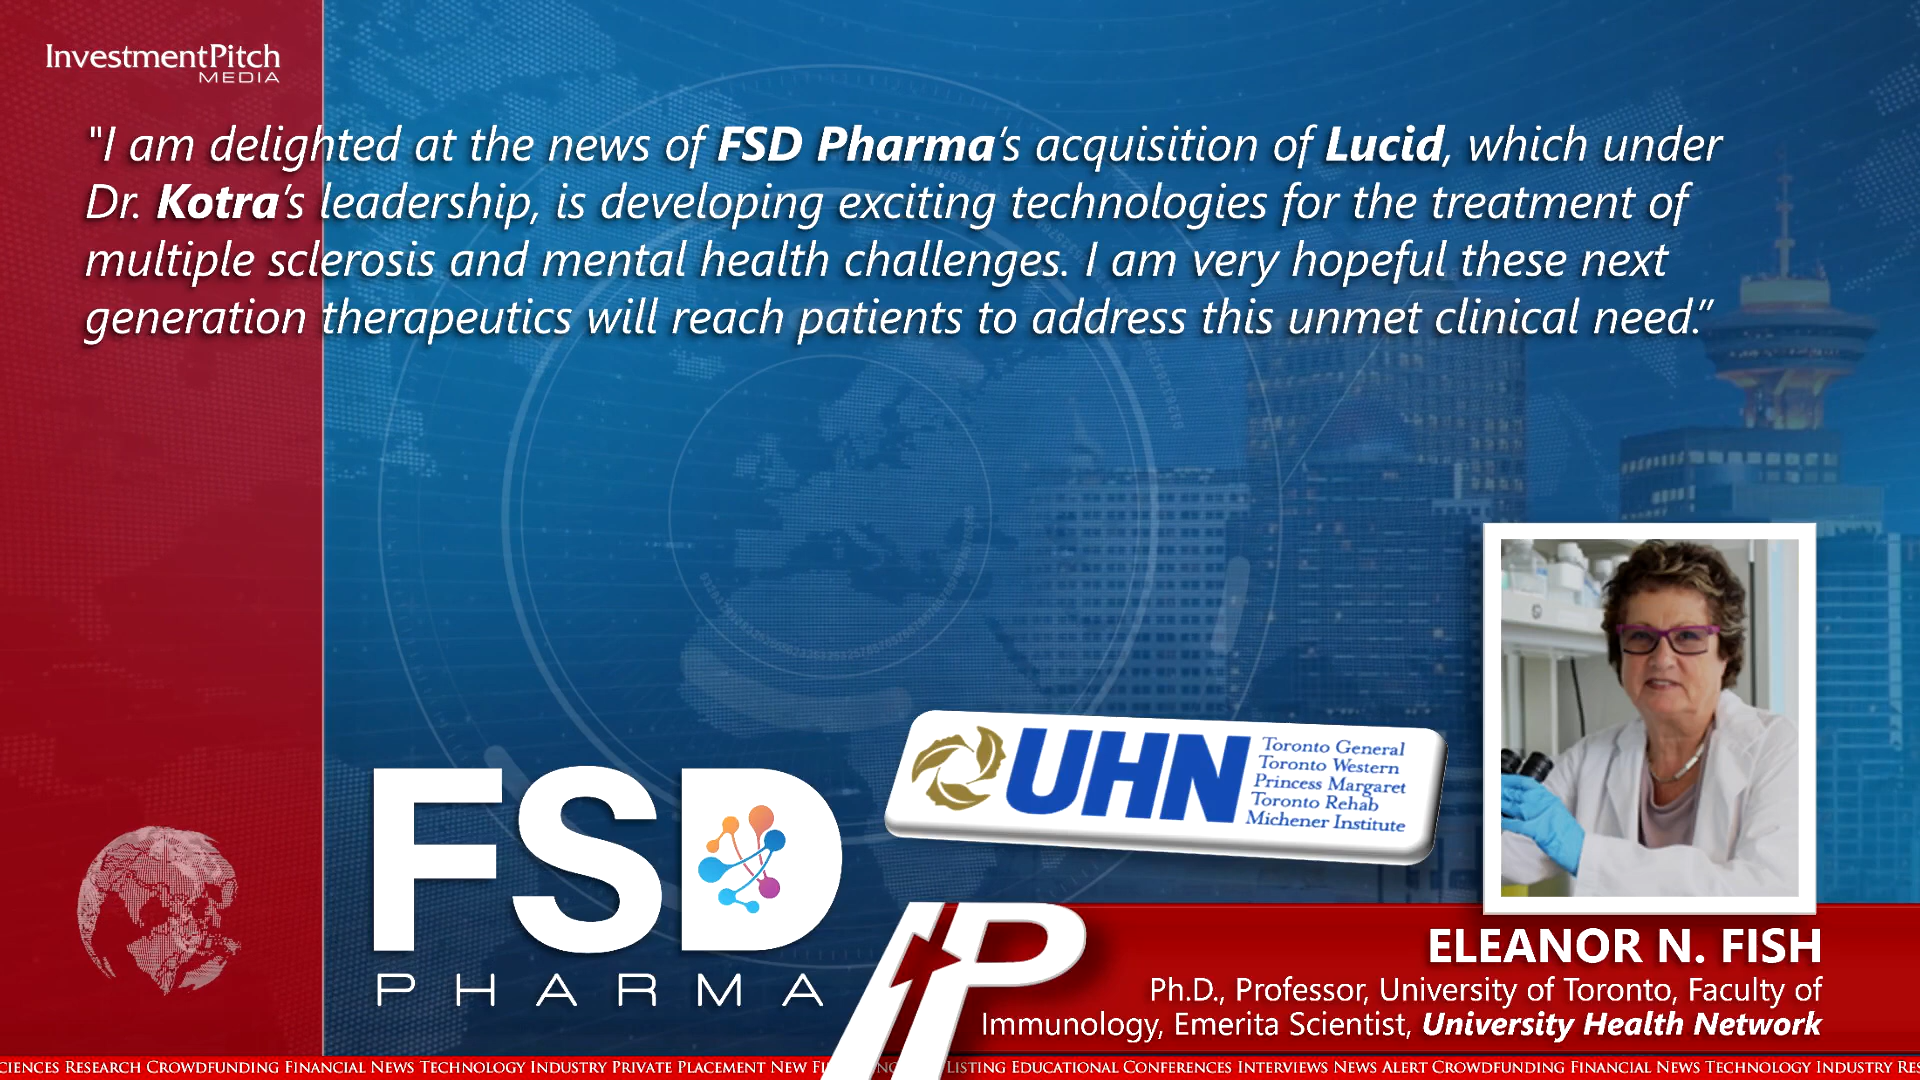 InvestmentPitch
MEDIA
"I am delighted at the news of FSD Pharma's acquisition of Lucid, which under
Dr. Kotra's leadership, is developing exciting technologies for the treatment of
multiple sclerosis and mental health challenges. I am very hopeful these next
generation therapeutics will reach patients to address this unmet clinical need.”
UHN
Toronto General
Toronto Western
Princess Margaret
Toronto Rehab
Michener Institute
FSD
PHARMA
IP
ELEANOR N. FISH
Ph.D., Professor, University of Toronto, Faculty of
Immunology, Emerita Scientist, University Health Network
RESEARCH CROWDFUNDING FINANCIAL NEWS TECHNOLOGY INDUSTRY PRIVATE PLACEMENT NEW LISTING EDUCATIONAL CONFERENCES INTERVIEWS NEWS ALERT CROWDFUNDING FINANCIAL NEWS TECHNOLOGY INDUSTRY